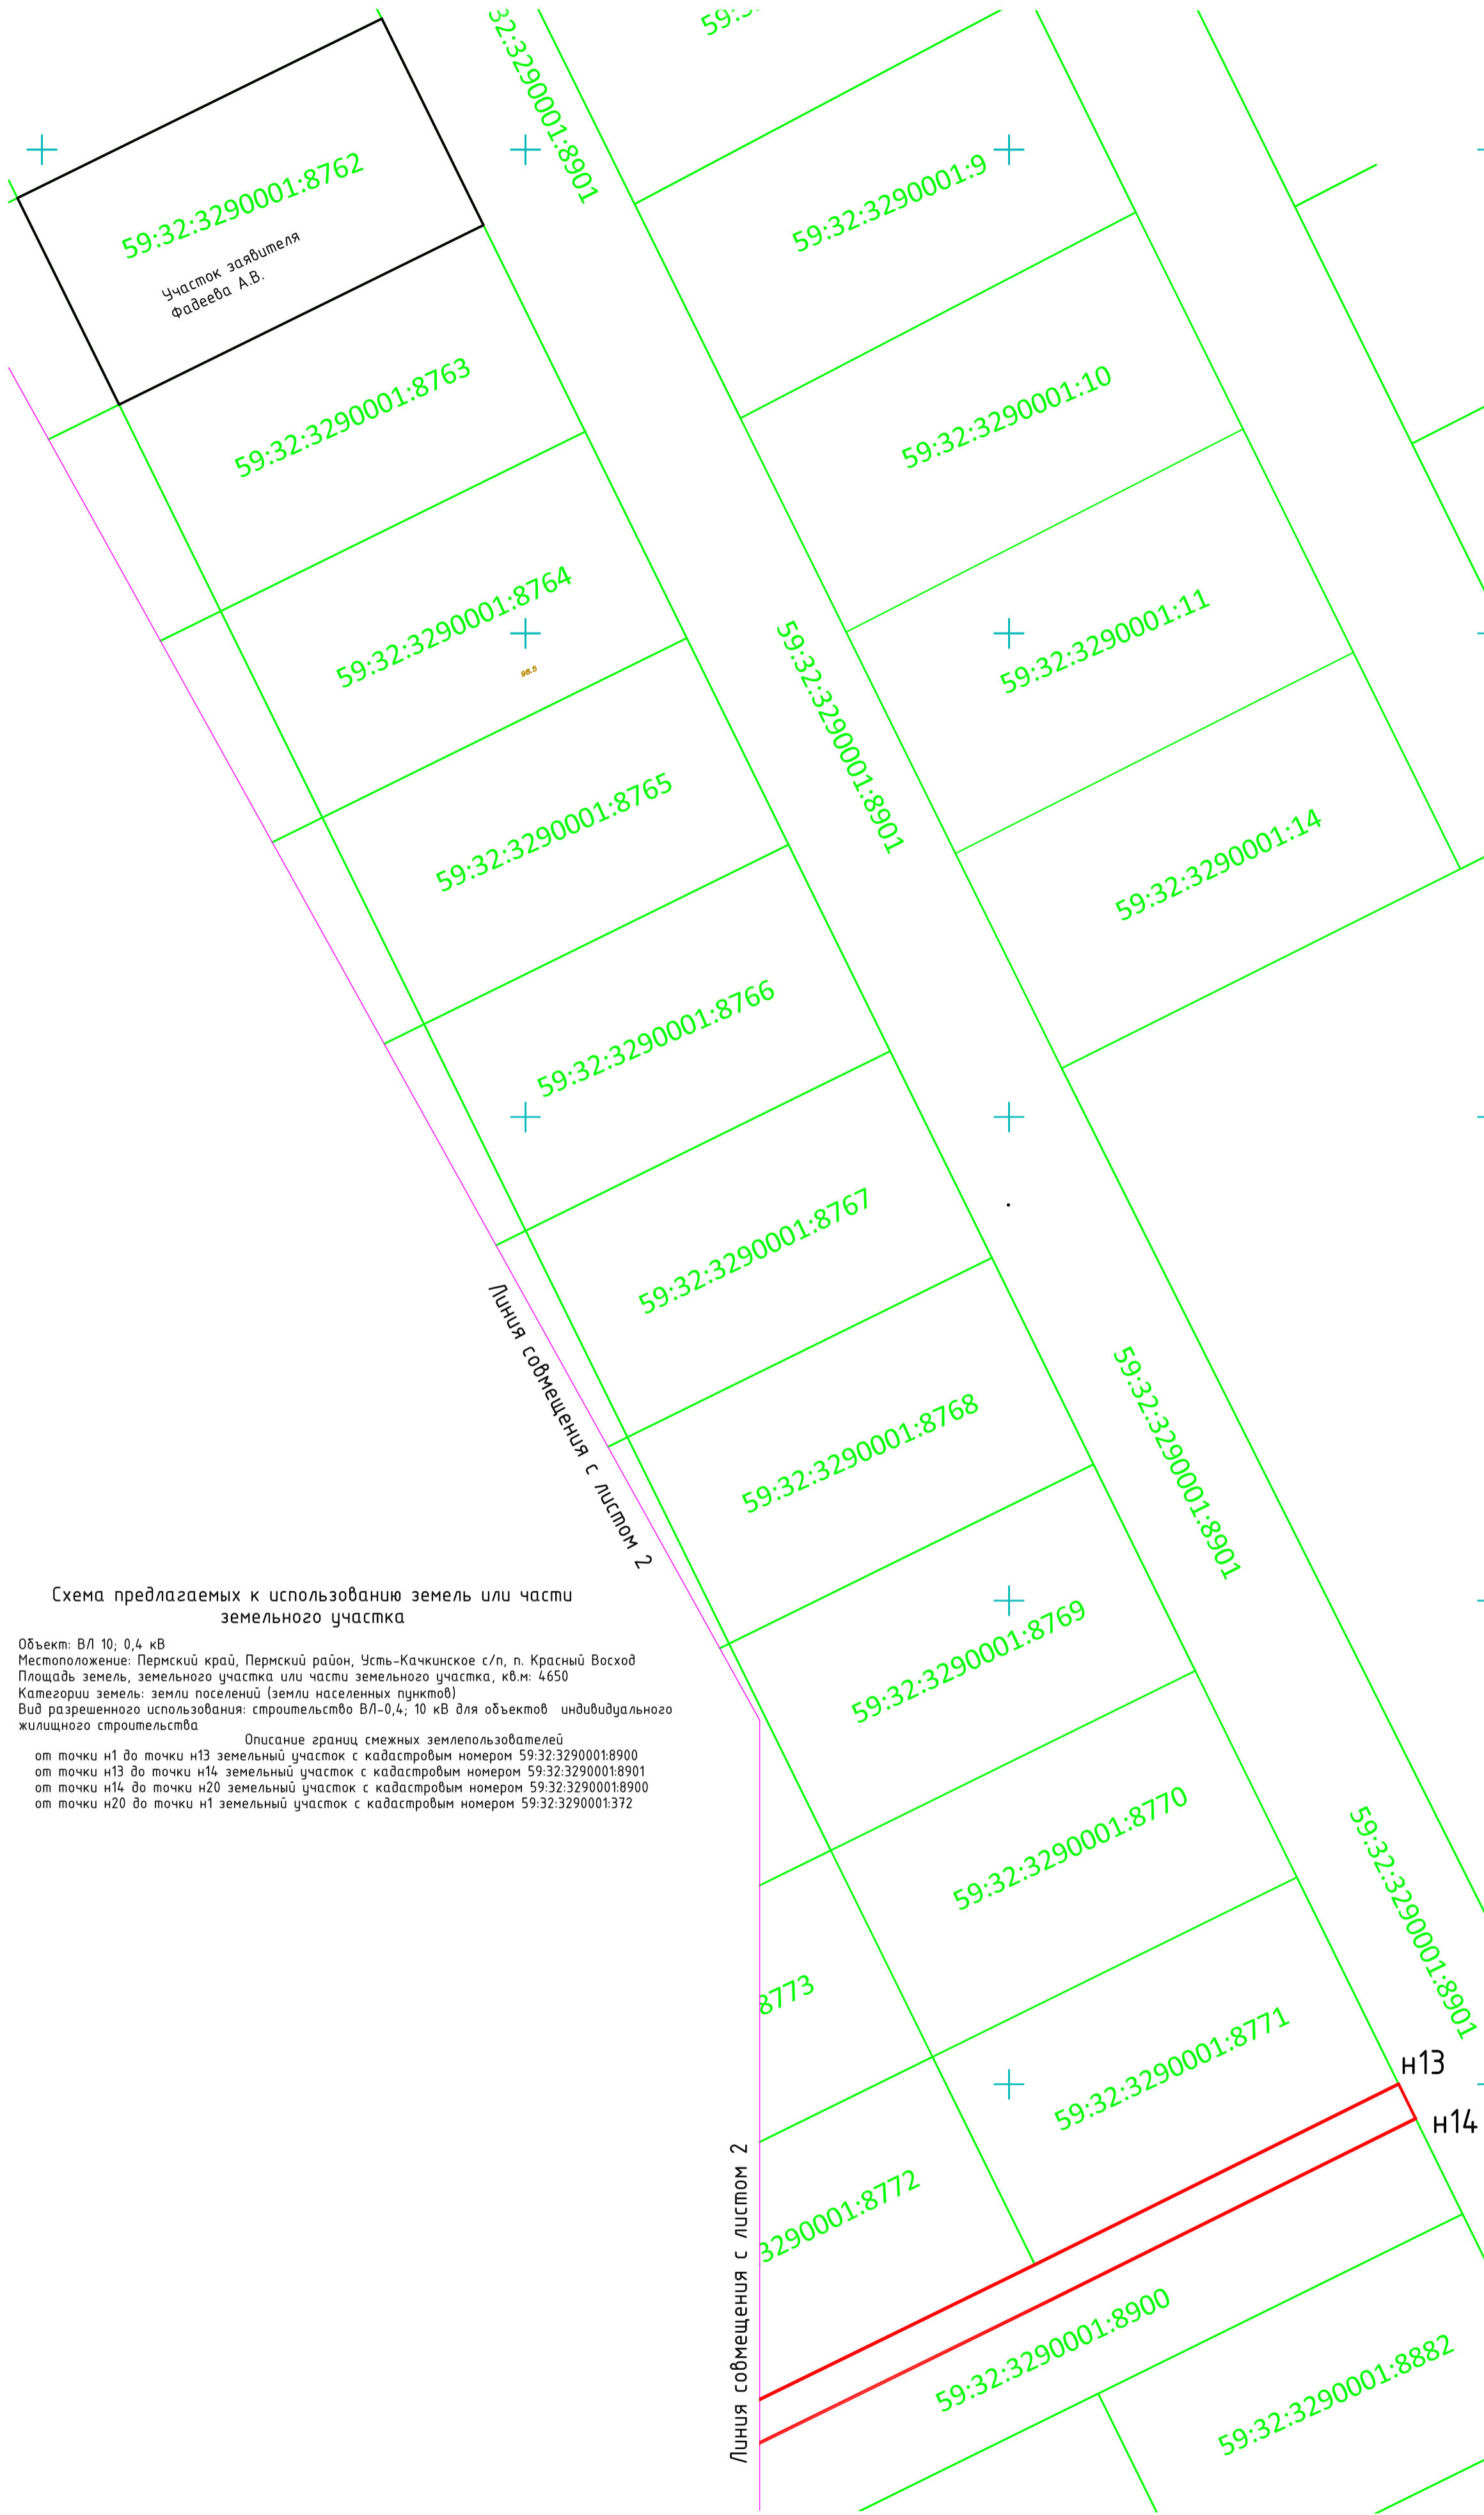 32:3290001:8901
59:32:3290001:8762
Участок заявителя
Фадеева А.В.
59:32:3290001:9
59:32:3290001:8763
59:32:3290001:10
59:32:3290001:8764
98.5
59:32:3290001:11
59:32:3290001:8901
59:32:3290001:8765
59:32:3290001:14
59:32:3290001:8766
59:32:3290001:8767
Линия совмещения с листом 2
59:32:3290001:8768
59:32:3290001:8901
59:32:3290001:8769
Схема предлагаемых к использованию земель или части
земельного участка
Объект: ВЛ 10; 0,4 кВ
Местоположение: Пермский край, Пермский район, Усть-Качкинское с/п, п. Красный Восход
Площадь земель, земельного участка или части земельного участка, кв.м: 4650
Категории земель: земли поселений (земли населенных пунктов)
Вид разрешенного использования: строительство ВЛ-0,4; 10 кВ для объектов индивидуального
жилищного строительства
Описание границ смежных землепользователей
от точки н1 до точки н13 земельный участок с кадастровым номером 59:32:3290001:8900
от точки н13 до точки н14 земельный участок с кадастровым номером 59:32:3290001:8901
от точки н14 до точки н20 земельный участок с кадастровым номером 59:32:3290001:8900
от точки н20 до точки н1 земельный участок с кадастровым номером 59:32:3290001:372
59:32:3290001:8770
59:32:3290001:8901
8773
59:32:3290001:8771
н13
н14
3290001:8772
Линия совмещения с листом 2
59:32:3290001:8900
59:32:3290001:8882